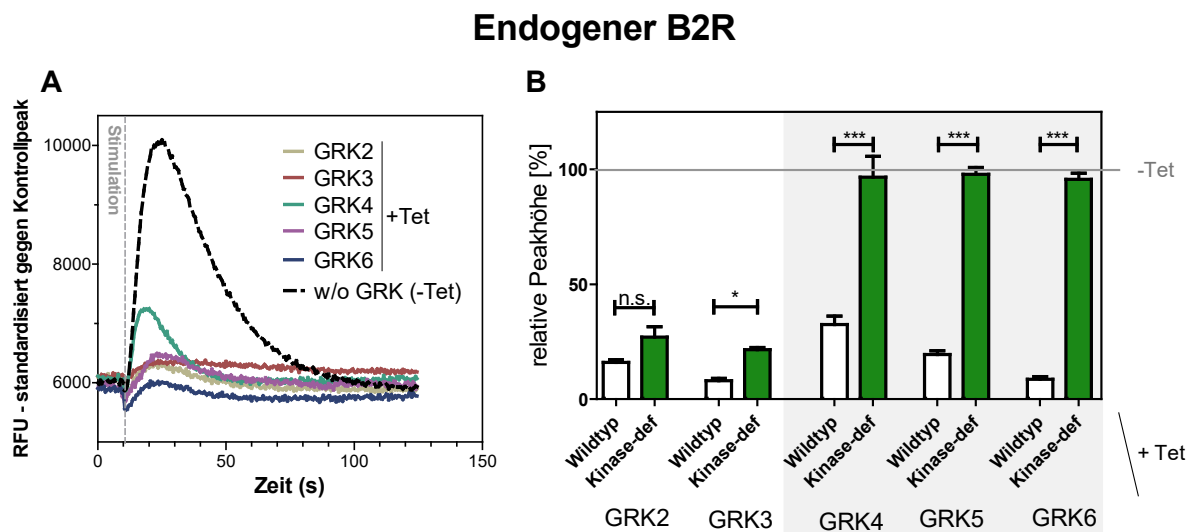 Endogener B2R
A
RFU - standardisiert gegen Kontrollpeak
10000
8000
6000
0
50
100
150
Zeit (s)
Stimulation
GRK2
GRK3
GRK4
GRK5
GRK6
+Tet
w/o GRK (-Tet)
B
relative Peakhöhe [%]
100
50
0
n.s.
*
***
***
***
-Tet
Wildtyp
Kinase-def
Wildtyp
Kinase-def
Wildtyp
Kinase-def
Wildtyp
Kinase-def
Wildtyp
Kinase-def
+ Tet
GRK2
GRK3
GRK4
GRK5
GRK6